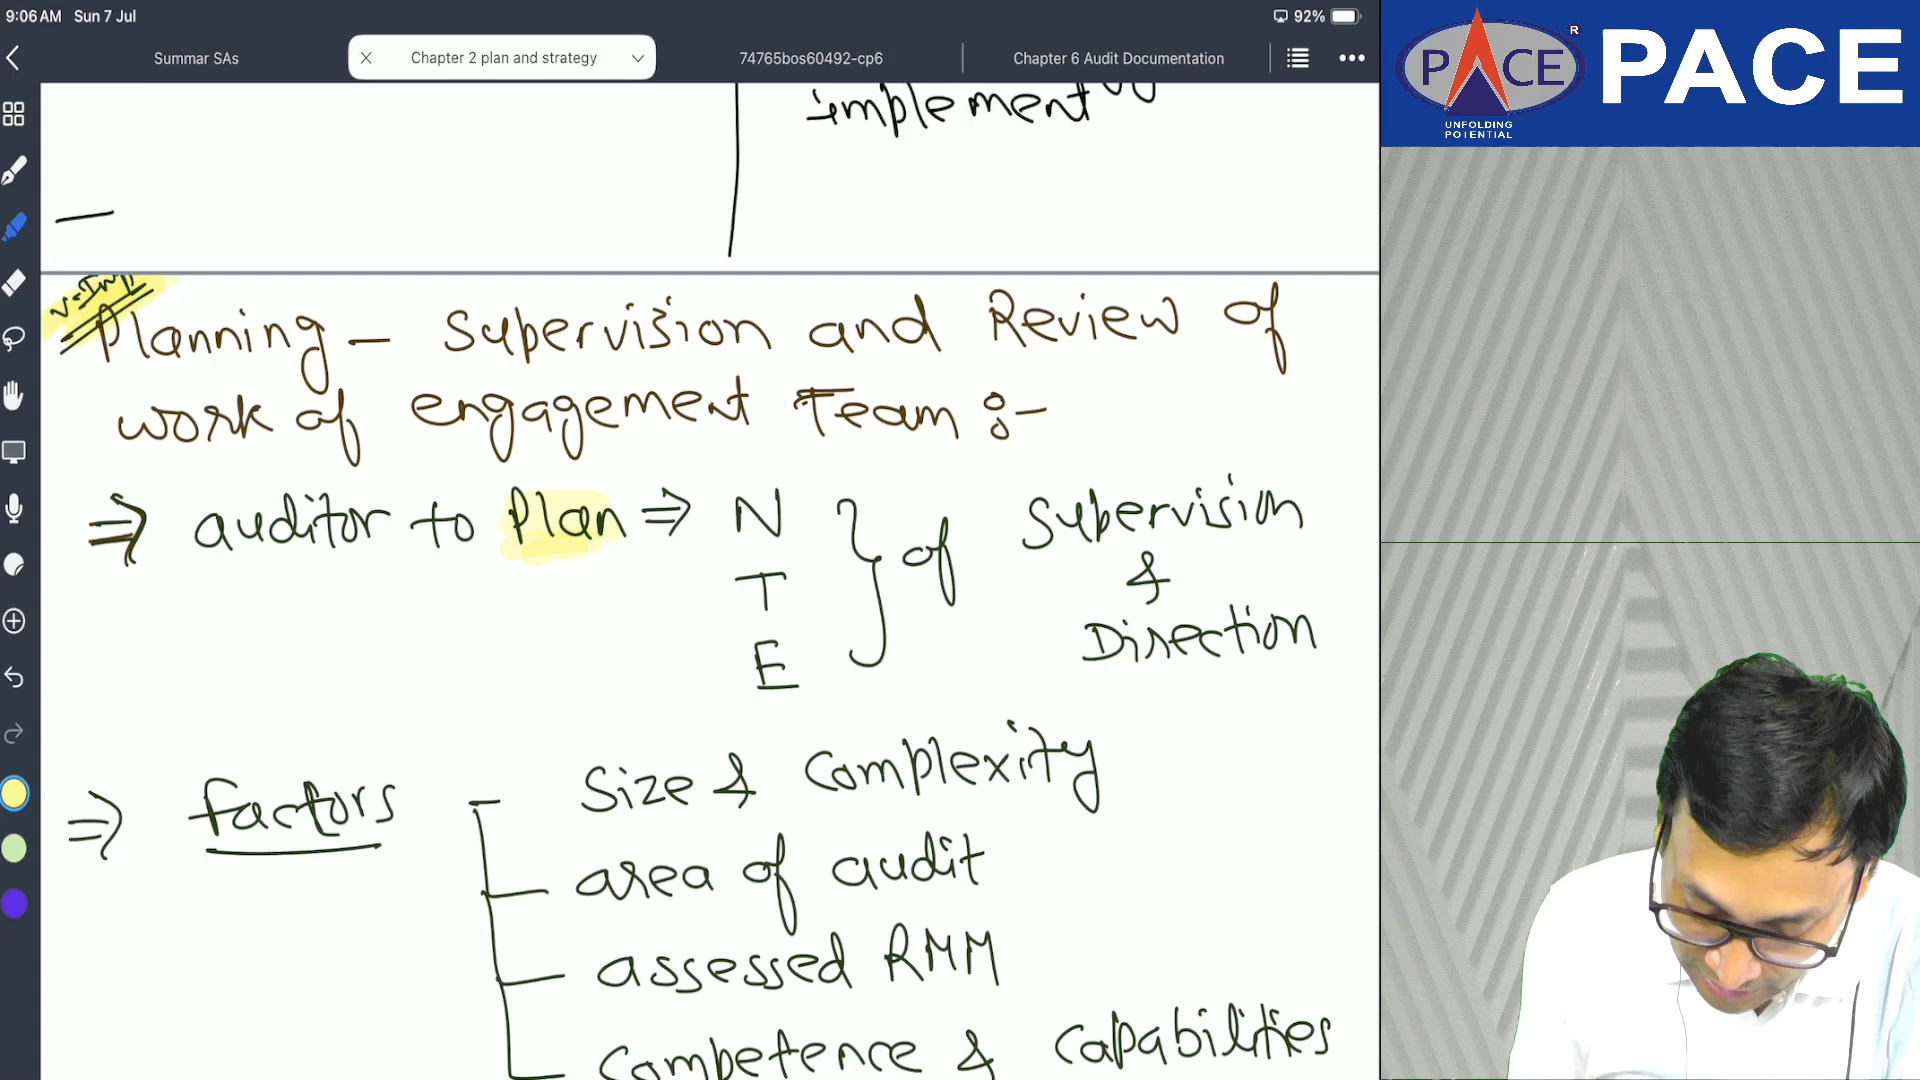 9:06 AM Sun 7 Jul
92%
Summar SAs
Chapter 2 plan and strategy
74765bos60492-cp6
Chapter 6 Audit Documentation
PACE
UNFOLDING
POTENTIAL
®
PACE
implement
V-Imp
Planning - Supervision and Review of
work of engagement Team :-
⇒ auditor to Plan ⇒ N } of Supervision
T
&
E
Direction
⇒ factors
Size & Complexity
area of audit
assessed RMM
Competence & capabilities